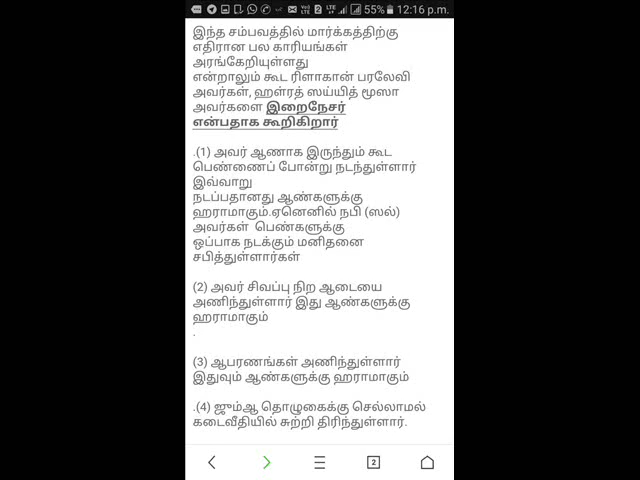 55% 12:16 p.m.
இந்த சம்பவத்தில் மார்க்கத்திற்கு
எதிரான பல காரியங்கள்
அரங்கேறியுள்ளது
என்றாலும் கூட ரிளாகான் பரலேவி
அவர்கள், ஹள்ரத் ஸய்யித் மூஸா
அவர்களை இறைநேசர்
என்பதாக கூறிகிறார்
.(1) அவர் ஆணாக இருந்தும் கூட
பெண்ணைப் போன்று நடந்துள்ளார்
இவ்வாறு
நடப்பதானது ஆண்களுக்கு
ஹராமாகும்.ஏனெனில் நபி (ஸல்)
அவர்கள் பெண்களுக்கு
ஒப்பாக நடக்கும் மனிதனை
சபித்துள்ளார்கள்
(2) அவர் சிவப்பு நிற ஆடையை
அணிந்துள்ளார் இது ஆண்களுக்கு
ஹராமாகும்
.
(3) ஆபரணங்கள் அணிந்துள்ளார்
இதுவும் ஆண்களுக்கு ஹராமாகும்
.(4) ஜும்ஆ தொழுகைக்கு செல்லாமல்
கடைவீதியில் சுற்றி திரிந்துள்ளார்.
2